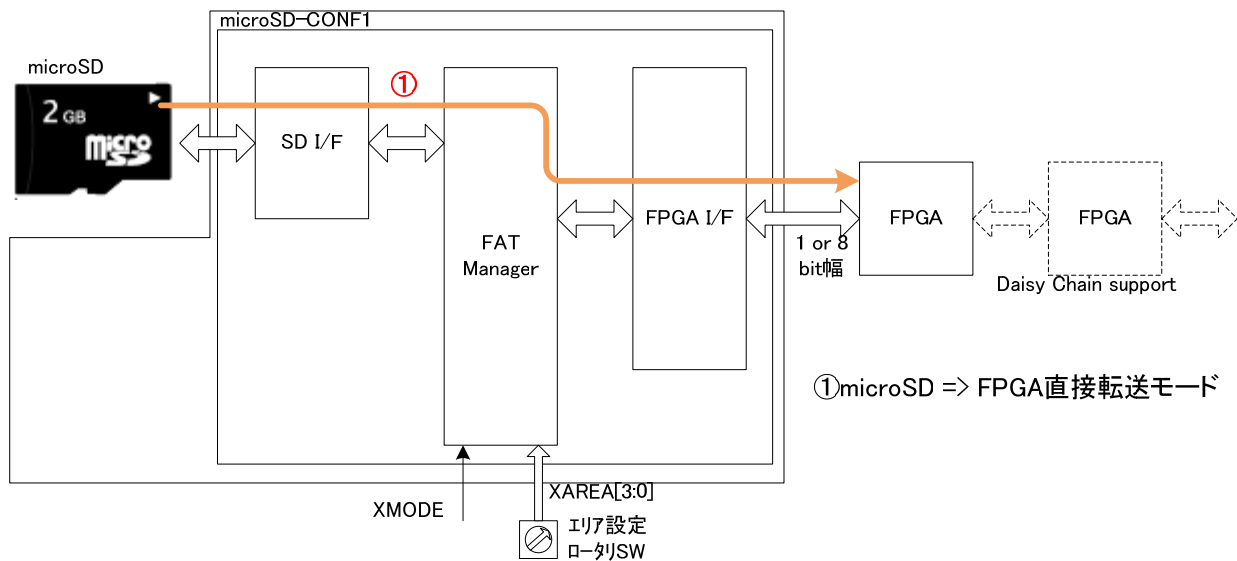 microSD-CONF1
microSD
2 GB
micro
SD
①
SD I/F
FAT
Manager
FPGA I/F
1 or 8
bit幅
FPGA
FPGA
Daisy Chain support
①microSD => FPGA直接転送モード
XMODE
XAREA[3:0]
エリア設定
ロータリSW